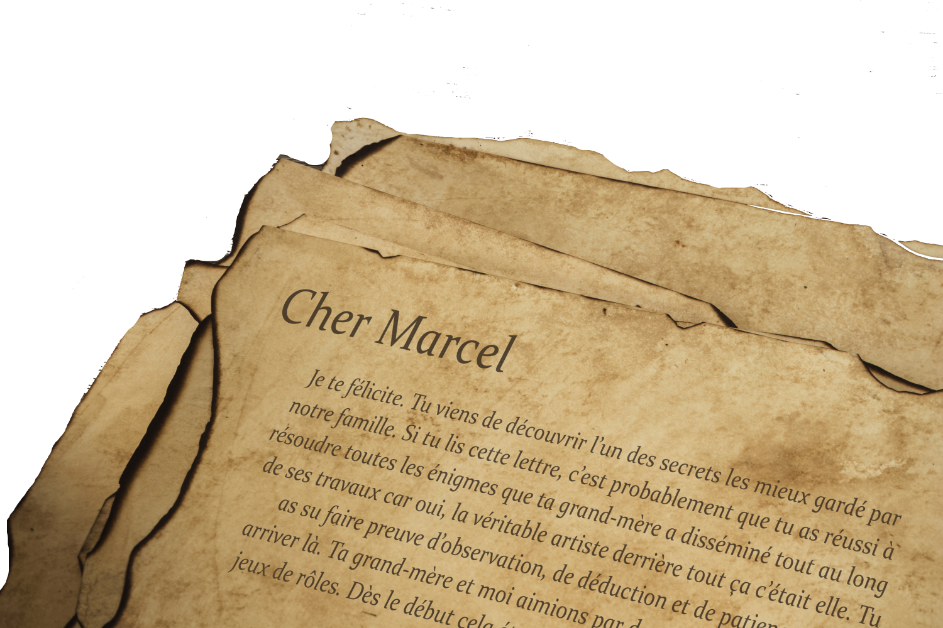 Cher Marcel
Je te félicite. Tu viens de découvrir l'un des secrets les mieux gardé par
notre famille. Si tu lis cette lettre, c'est probablement que tu as réussi à
résoudre toutes les énigmes que ta grand-mère a disséminé tout au long
de ses travaux car oui, la véritable artiste derrière tout ça c'était elle. Tu
as su faire preuve d'observation, de déduction et de
arriver là. Ta grand-mère et moi aimions par
jeux de rôles. Dès le début cela